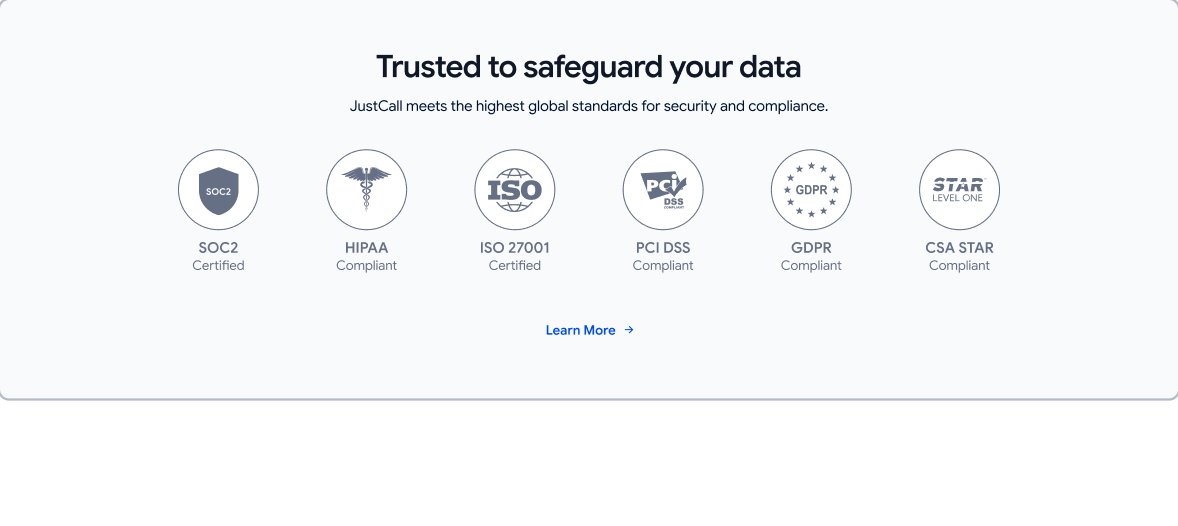 Trusted to safeguard your data
JustCall meets the highest global standards for security and compliance.
SOC2
ISO
PCi
DSS
COMPLIANT
GDPR
STAR™
LEVEL ONE
SOC2
Certified
HIPAA
Compliant
ISO 27001
Certified
PCI DSS
Compliant
GDPR
Compliant
CSA STAR
Compliant
Learn More →